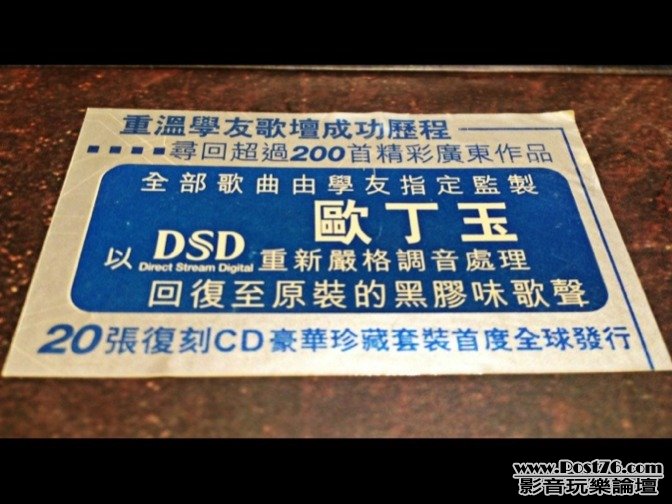 重溫學友歌壇成功歷程
尋回超過200首精彩廣東作品
全部歌曲由學友指定監製
歐丁玉
以 DSD Direct Stream Digital 重新嚴格調音處理
回復至原裝的黑膠味歌聲
20張復刻CD豪華珍藏套裝首度全球發行
www.Post76.com
影音玩樂論壇